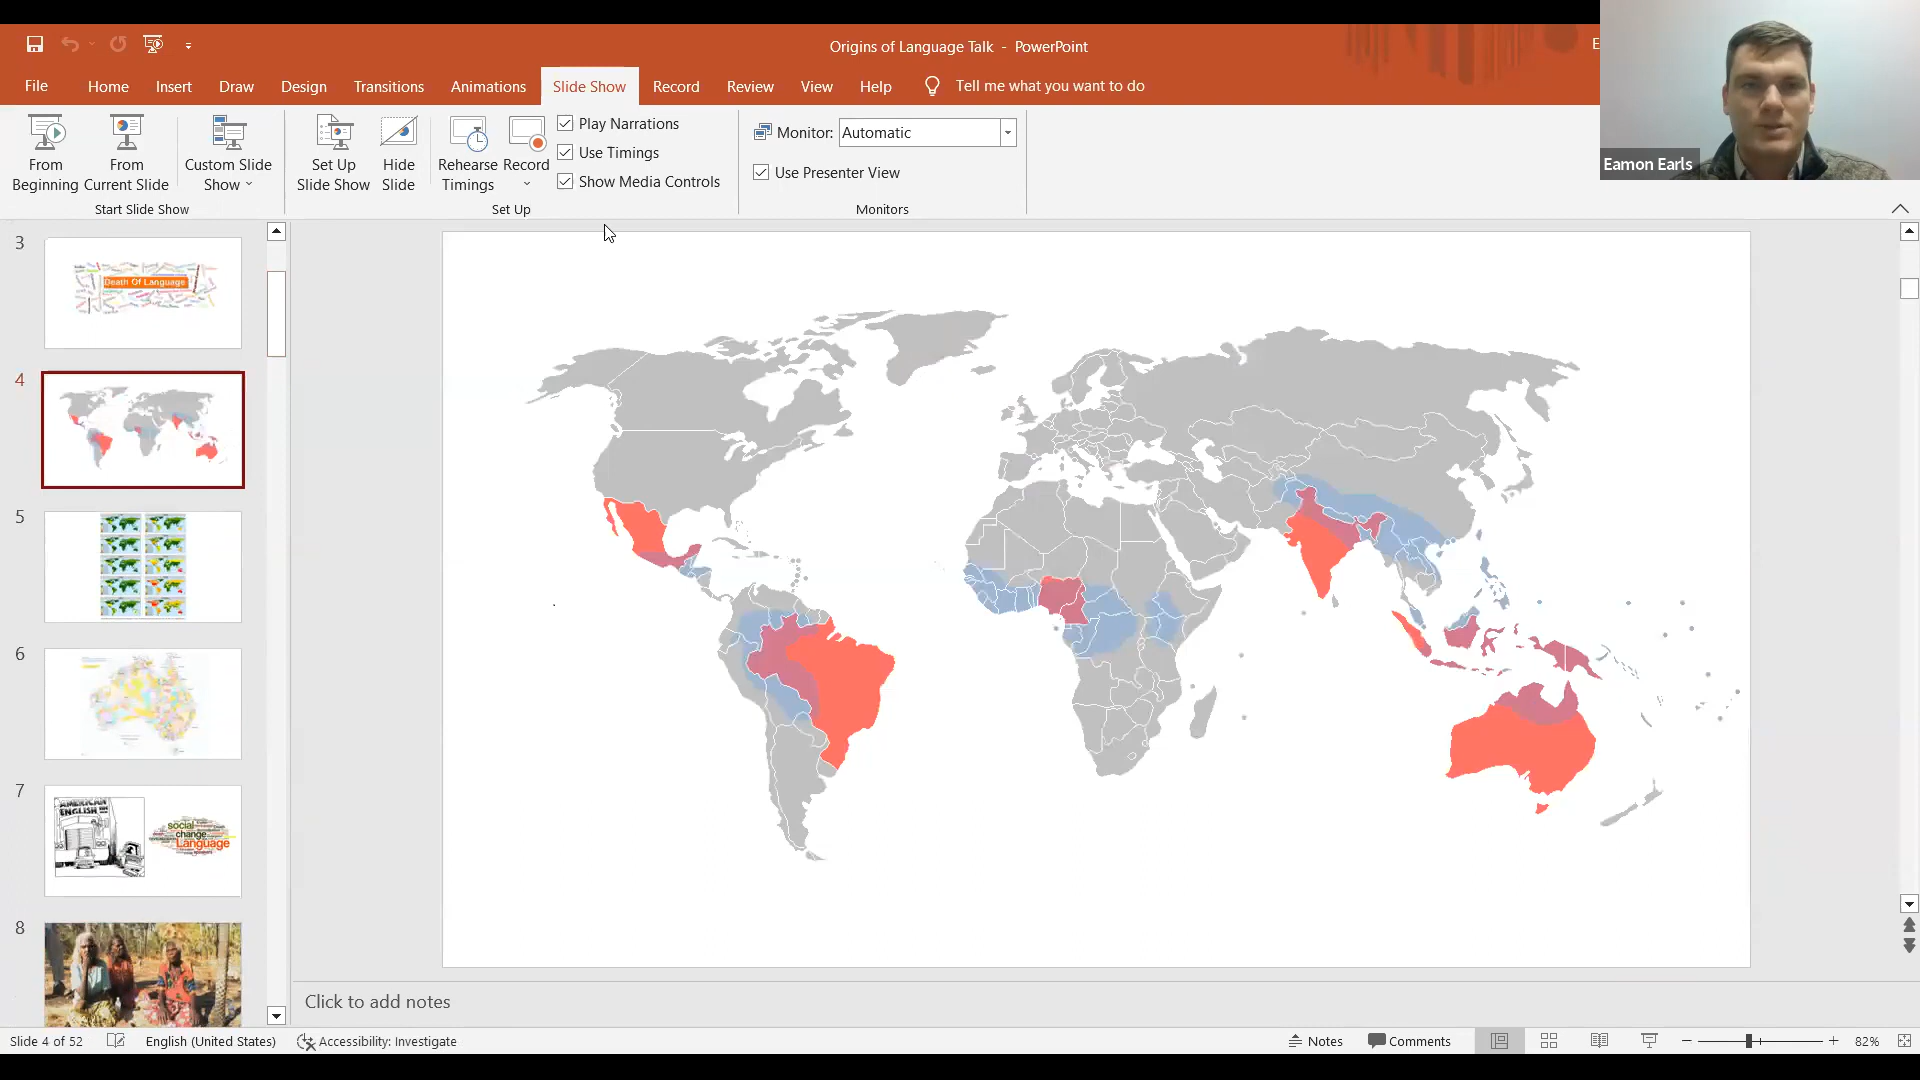 Origins of Language Talk - PowerPoint
E
File Home Insert Draw Design Transitions Animations Slide Show Record Review View Help Tell me what you want to do
From Beginning
From Current Slide
Custom Slide Show
Start Slide Show
Set Up Slide Show
Hide Slide
Rehearse Timings
Record
Play Narrations
Use Timings
Show Media Controls
Set Up
Monitor: Automatic
Use Presenter View
Monitors
Eamon Earls
3
Death Of Language
4
5
6
7
AMERICAN
ENGLISH
social
change
Language
8
Click to add notes
Slide 4 of 52 English (United States) Accessibility: Investigate Notes Comments 82%